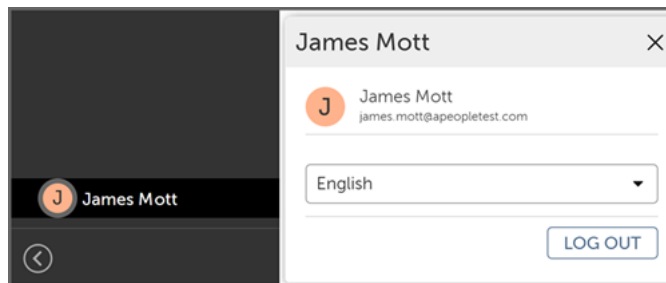 J
James Mott
James Mott
J
James Mott
james.mott@apeopletest.com
English
LOG OUT